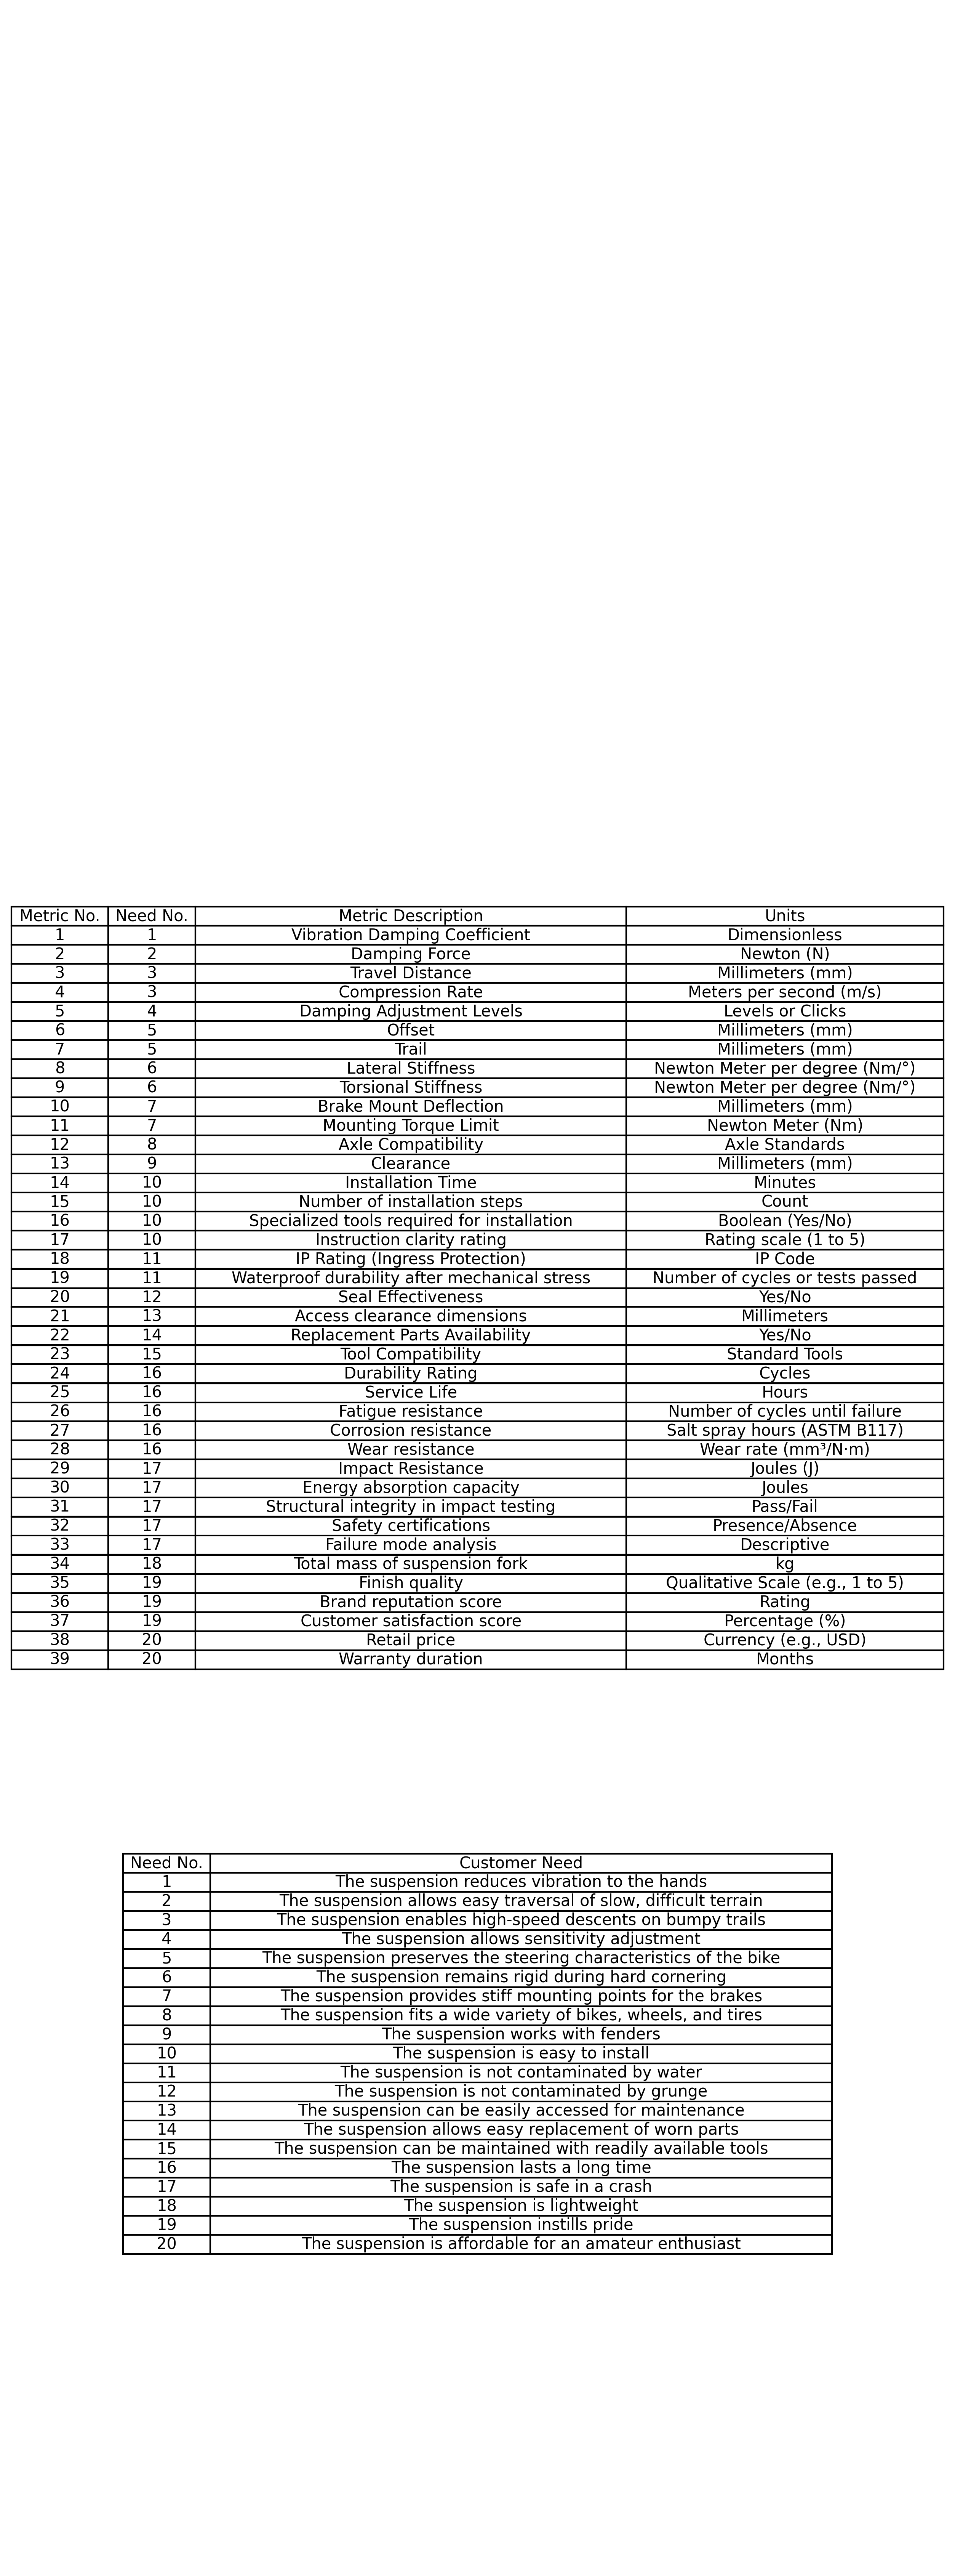 Metric No. Need No. Metric Description Units
1 1 Vibration Damping Coefficient Dimensionless
2 2 Damping Force Newton (N)
3 3 Travel Distance Millimeters (mm)
4 3 Compression Rate Meters per second (m/s)
5 4 Damping Adjustment Levels Levels or Clicks
6 5 Offset Millimeters (mm)
7 5 Trail Millimeters (mm)
8 6 Lateral Stiffness Newton Meter per degree (Nm/°)
9 6 Torsional Stiffness Newton Meter per degree (Nm/°)
10 7 Brake Mount Deflection Millimeters (mm)
11 7 Mounting Torque Limit Newton Meter (Nm)
12 8 Axle Compatibility Axle Standards
13 9 Clearance Millimeters (mm)
14 10 Installation Time Minutes
15 10 Number of installation steps Count
16 10 Specialized tools required for installation Boolean (Yes/No)
17 10 Instruction clarity rating Rating scale (1 to 5)
18 11 IP Rating (Ingress Protection) IP Code
19 11 Waterproof durability after mechanical stress Number of cycles or tests passed
20 12 Seal Effectiveness Yes/No
21 13 Access clearance dimensions Millimeters
22 14 Replacement Parts Availability Yes/No
23 15 Tool Compatibility Standard Tools
24 16 Durability Rating Cycles
25 16 Service Life Hours
26 16 Fatigue resistance Number of cycles until failure
27 16 Corrosion resistance Salt spray hours (ASTM B117)
28 16 Wear resistance Wear rate (mm³/N·m)
29 17 Impact Resistance Joules (J)
30 17 Energy absorption capacity Joules
31 17 Structural integrity in impact testing Pass/Fail
32 17 Safety certifications Presence/Absence
33 17 Failure mode analysis Descriptive
34 18 Total mass of suspension fork kg
35 19 Finish quality Qualitative Scale (e.g., 1 to 5)
36 19 Brand reputation score Rating
37 19 Customer satisfaction score Percentage (%)
38 20 Retail price Currency (e.g., USD)
39 20 Warranty duration Months
Need No. Customer Need
1 The suspension reduces vibration to the hands
2 The suspension allows easy traversal of slow, difficult terrain
3 The suspension enables high-speed descents on bumpy trails
4 The suspension allows sensitivity adjustment
5 The suspension preserves the steering characteristics of the bike
6 The suspension remains rigid during hard cornering
7 The suspension provides stiff mounting points for the brakes
8 The suspension fits a wide variety of bikes, wheels, and tires
9 The suspension works with fenders
10 The suspension is easy to install
11 The suspension is not contaminated by water
12 The suspension is not contaminated by grunge
13 The suspension can be easily accessed for maintenance
14 The suspension allows easy replacement of worn parts
15 The suspension can be maintained with readily available tools
16 The suspension lasts a long time
17 The suspension is safe in a crash
18 The suspension is lightweight
19 The suspension instills pride
20 The suspension is affordable for an amateur enthusiast